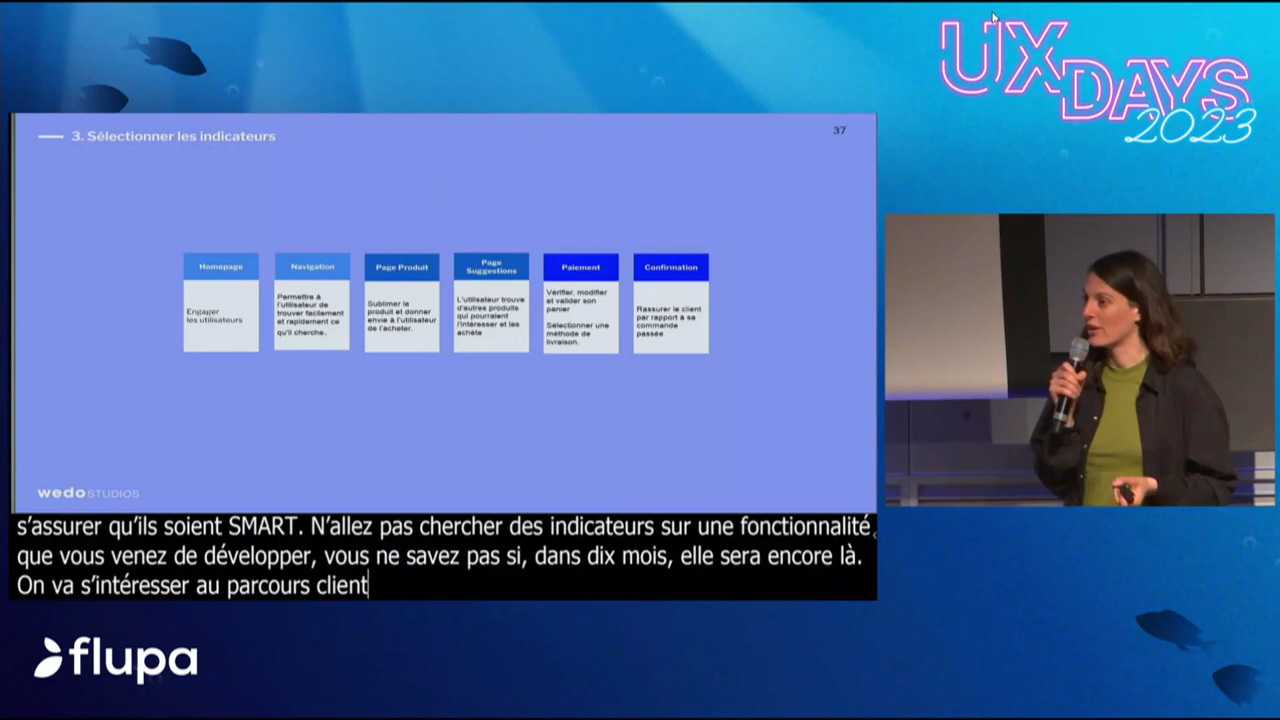 UX
DAYS
2023
3. Sélectionner les indicateurs
37
Homepage
Engager
les utilisateurs
Navigation
Permettre à
l'utilisateur de
trouver facilement
et rapidement ce
qu'il cherche.
Page Produit
Sublimer le
produit et donner
envie à l'utilisateur
de l'acheter.
Page
Suggestions
L'utilisateur trouve
d'autres produits
qui pourraient
l'intéresser et les
achète
Paiement
Vérifier, modifier
et valider son
panier
Sélectionner une
méthode de
livraison.
Confirmation
Rassurer le client
par rapport à sa
commande
passée
wedo STUDIOS
s'assurer qu'ils soient SMART. N'allez pas chercher des indicateurs sur une fonctionnalité
que vous venez de développer, vous ne savez pas si, dans dix mois, elle sera encore là.
On va s'intéresser au parcours client
flupa